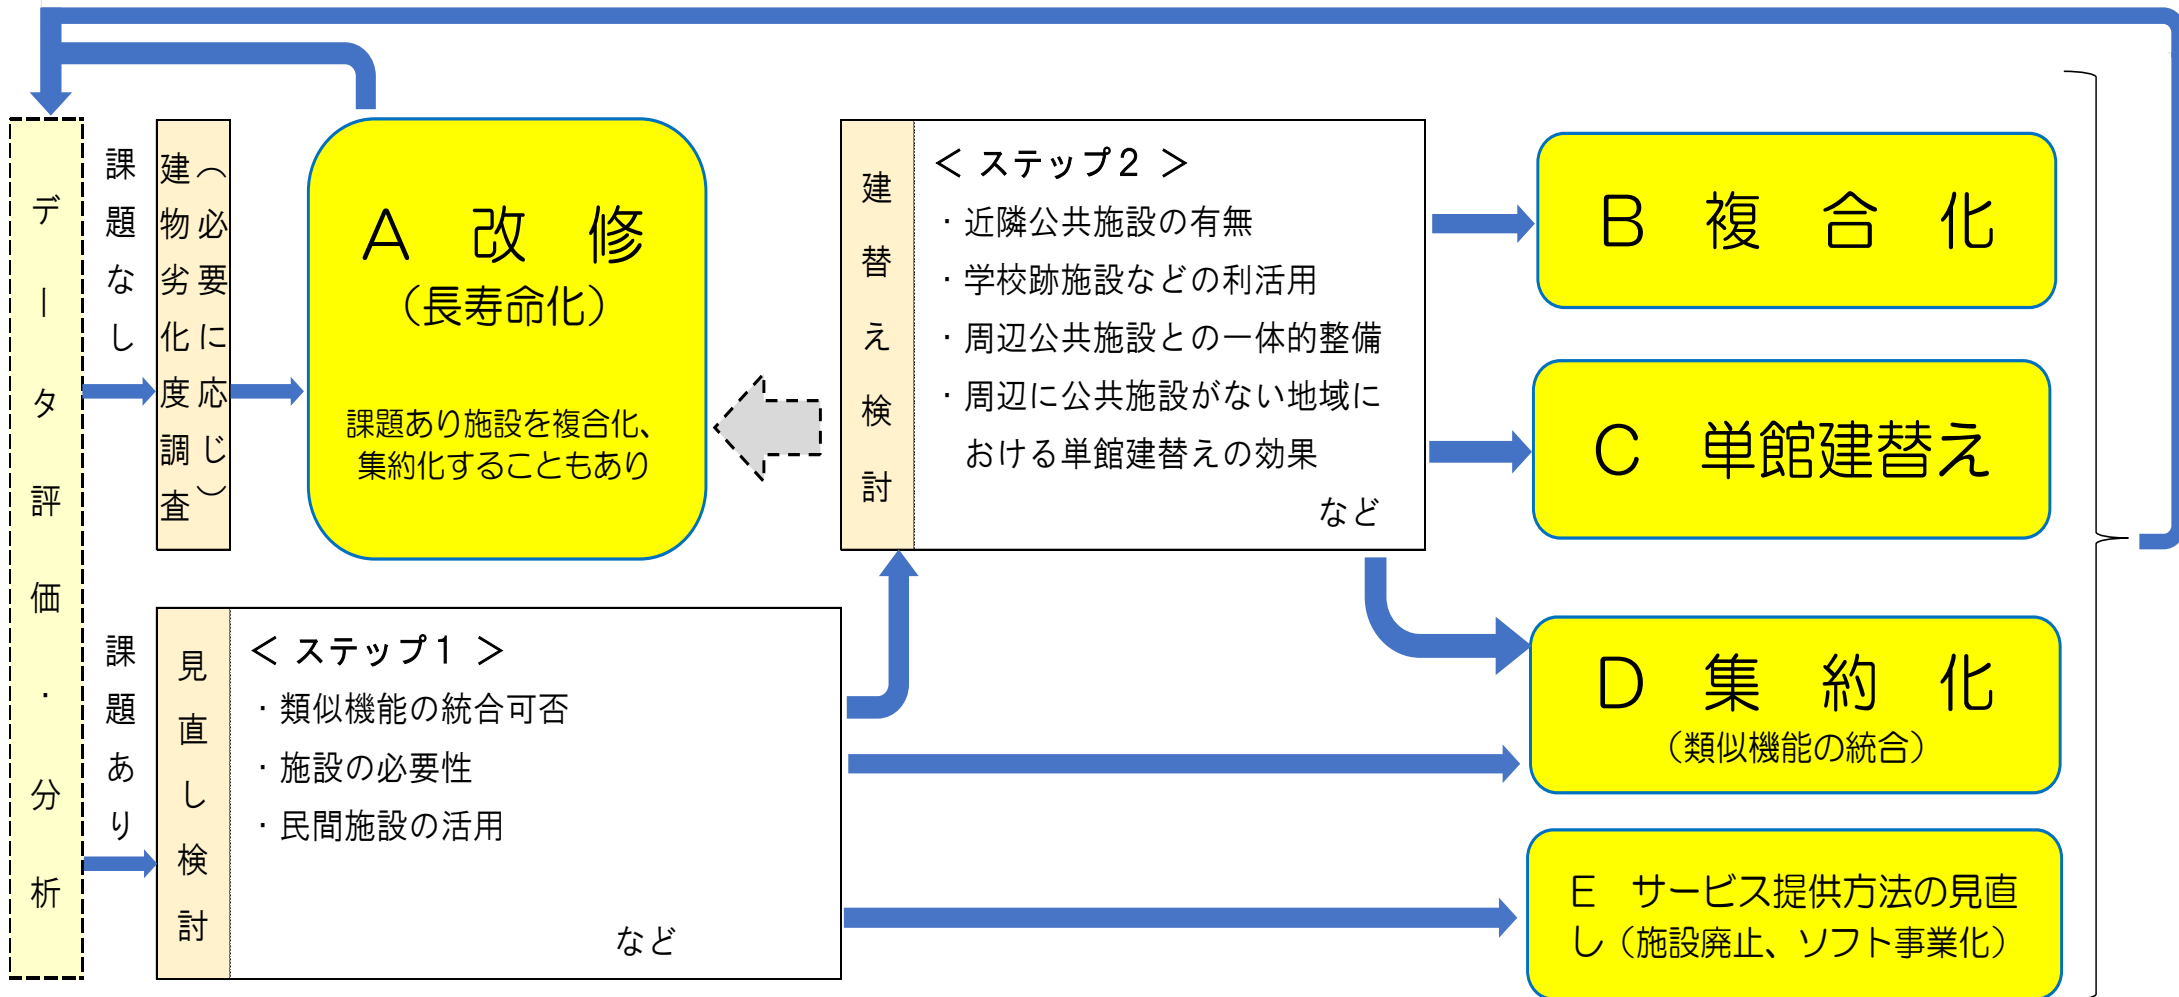 データ評価・分析
課題なし
建物劣化度調査
（必要に応じ）
A　改　修
（長寿命化）
課題あり施設を複合化、
集約化することもあり
建替え検討
＜ ステップ２ ＞
・近隣公共施設の有無
・学校跡施設などの利活用
・周辺公共施設との一体的整備
・周辺に公共施設がない地域に
おける単館建替えの効果
など
B　複　合　化
C　単館建替え
課題あり
見直し検討
＜ ステップ１ ＞
・類似機能の統合可否
・施設の必要性
・民間施設の活用
など
D　集　約　化
（類似機能の統合）
E　サービス提供方法の見直
し（施設廃止、ソフト事業化）